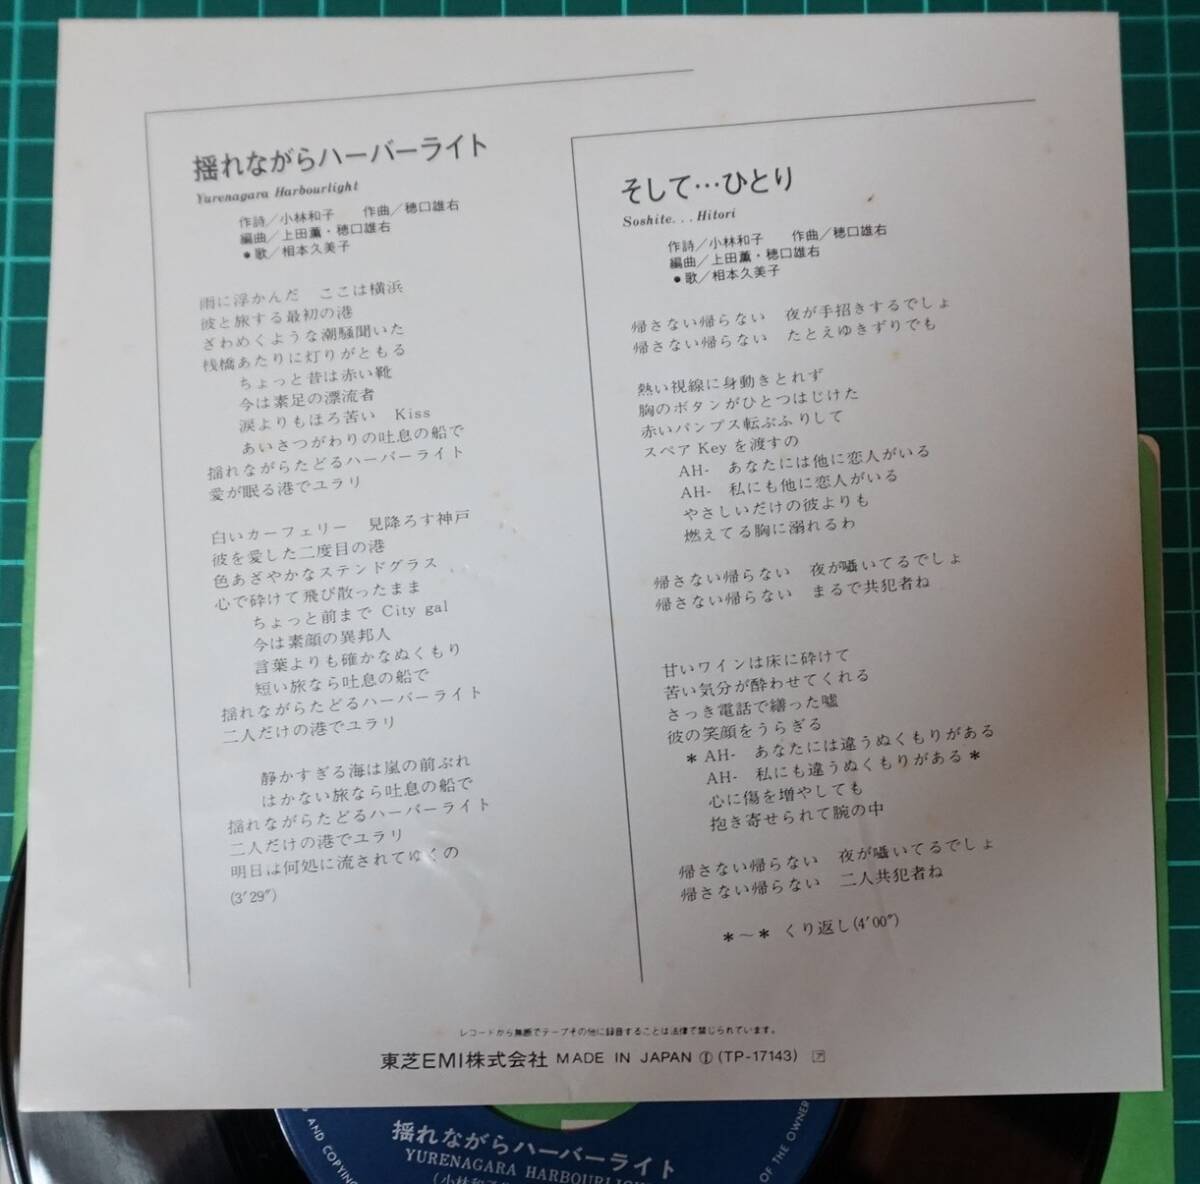 揺れながらハーバーライト
Yurenagara Harbourlight
作詩／小林和子　作曲／穂口雄右
編曲／上田薫・穂口雄右
●歌／相本久美子
雨に浮かんだ　ここは横浜
彼と旅する最初の港
ざわめくような潮騒聞いた
桟橋あたりに灯りがともる
ちょっと昔は赤い靴
今は素足の漂流者
涙よりもほろ苦い　Kiss
あいさつがわりの吐息の船で
揺れながらたどるハーバーライト
愛が眠る港でユラリ
白いカーフェリー　見降ろす神戸
彼を愛した二度目の港
色あざやかなステンドグラス
心で砕けて飛び散ったまま
ちょっと前まで City gal
今は素顔の異邦人
言葉よりも確かなぬくもり
短い旅なら吐息の船で
揺れながらたどるハーバーライト
二人だけの港でユラリ
静かすぎる海は嵐の前ぶれ
はかない旅なら吐息の船で
揺れながらたどるハーバーライト
二人だけの港でユラリ
明日は何処に流されてゆくの
(3′29″)
そして…ひとり
Soshite...Hitori
作詩／小林和子　作曲／穂口雄右
編曲／上田薫・穂口雄右
●歌／相本久美子
帰さない帰らない　夜が手招きするでしょ
帰さない帰らない　たとえゆきずりでも
熱い視線に身動きとれず
胸のボタンがひとつはじけた
赤いパンプス転ぶふりして
スペア Key を渡すの
AH-　あなたには他に恋人がいる
AH-　私にも他に恋人がいる
やさしいだけの彼よりも
燃えてる胸に溺れるわ
帰さない帰らない　夜が囁いてるでしょ
帰さない帰らない　まるで共犯者ね
甘いワインは床に砕けて
苦い気分が酔わせてくれる
さっき電話で繕った嘘
彼の笑顔をうらぎる
＊AH-　あなたには違うぬくもりがある
AH-　私にも違うぬくもりがある＊
心に傷を増やしても
抱き寄せられて腕の中
帰さない帰らない　夜が囁いてるでしょ
帰さない帰らない　二人共犯者ね
＊～＊ くり返し(4′00″)
レコードから無断でテープその他に録音することは法律で禁じられています。
東芝EMI株式会社 MADE IN JAPAN (TP-17143) ア
揺れながらハーバーライト
YURENAGARA HARBOURLIGH
AND COPYING
OF THE OWNER